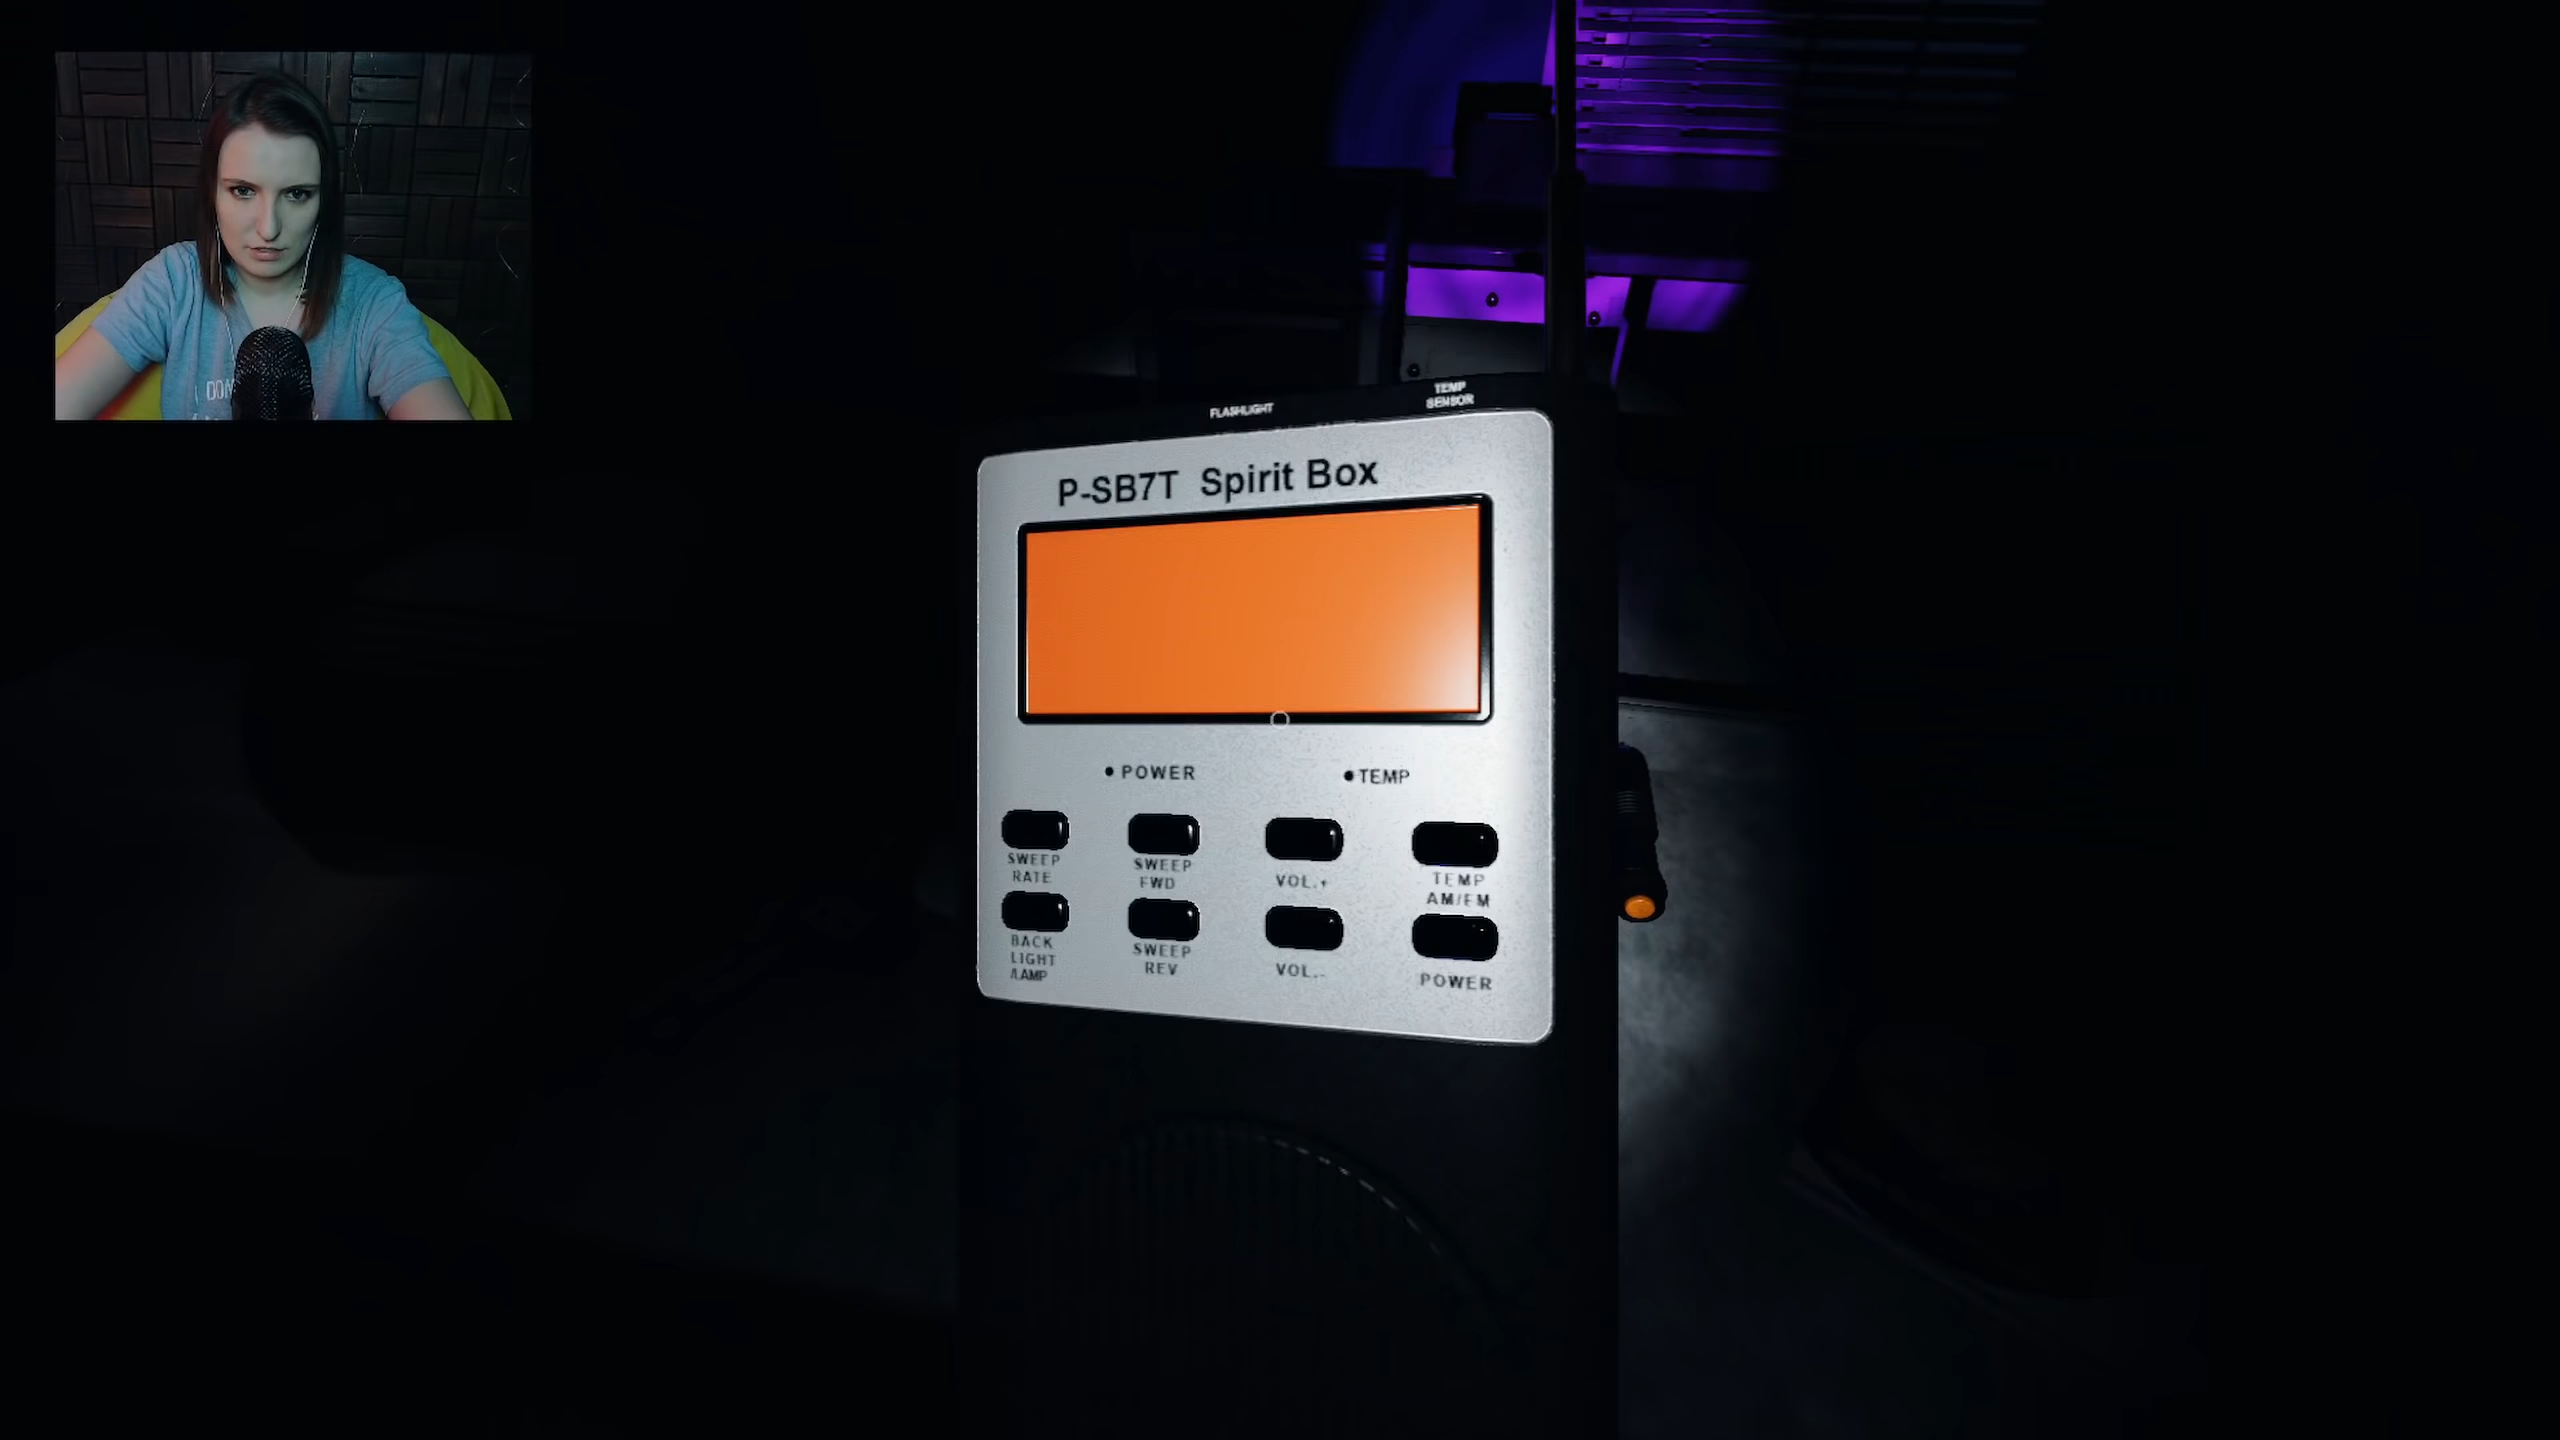 I DON
FLASHLIGHT
TEMP
SENSOR
P-SB7T Spirit Box
• POWER
• TEMP
SWEEP
RATE
SWEEP
FWD
VOL.+
TEMP
AM/FM
BACK
LIGHT
/LAMP
SWEEP
REV
VOL.-
POWER